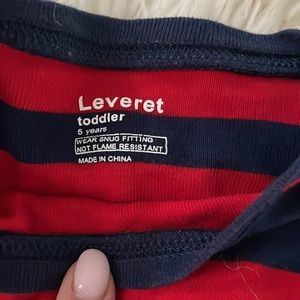 Leveret
toddler
5 years
WEAR SNUG FITTING
NOT FLAME RESISTANT
MADE IN CHINA